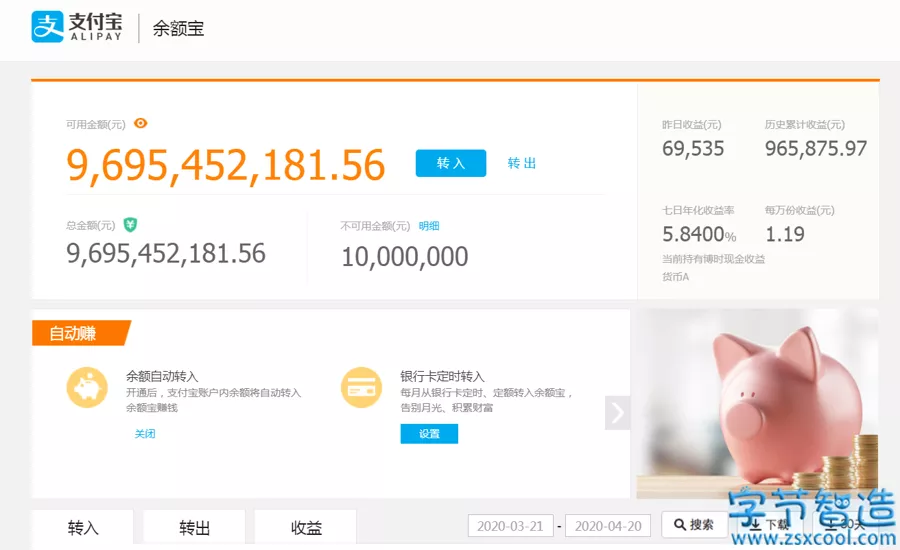 支付宝
ALIPAY
余额宝
可用金额(元)
9,695,452,181.56
转入
转出
总金额(元)
9,695,452,181.56
不可用金额(元) 明细
10,000,000
昨日收益(元)
69,535
历史累计收益(元)
965,875.97
七日年化收益率
5.8400%
每万份收益(元)
1.19
当前持有博时现金收益
货币A
自动赚
余额自动转入
开通后，支付宝账户内余额将自动转入
余额宝赚钱
关闭
银行卡定时转入
每月从银行卡定时、定额转入余额宝，
告别月光、积累财富
设置
转入
转出
收益
2020-03-21 - 2020-04-20
搜索
下载
30天
字节智造
www.zsxcool.com